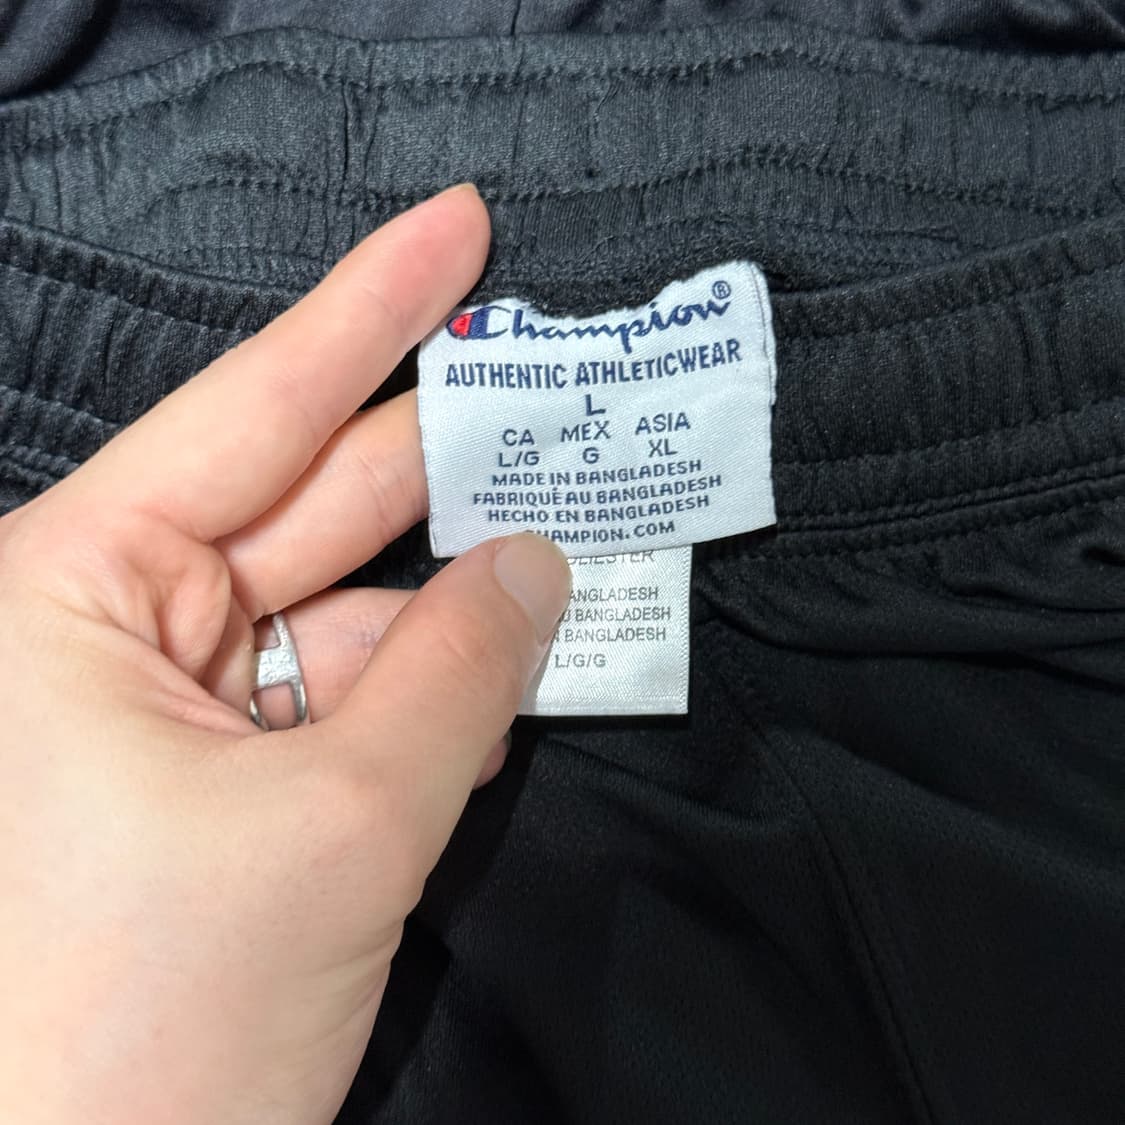 Champion®
AUTHENTIC ATHLETICWEAR
L
CA MEX ASIA
L/G G XL
MADE IN BANGLADESH
FABRIQUÉ AU BANGLADESH
HECHO EN BANGLADESH
CHAMPION.COM
BANGLADESH
BANGLADESH
L/G/G